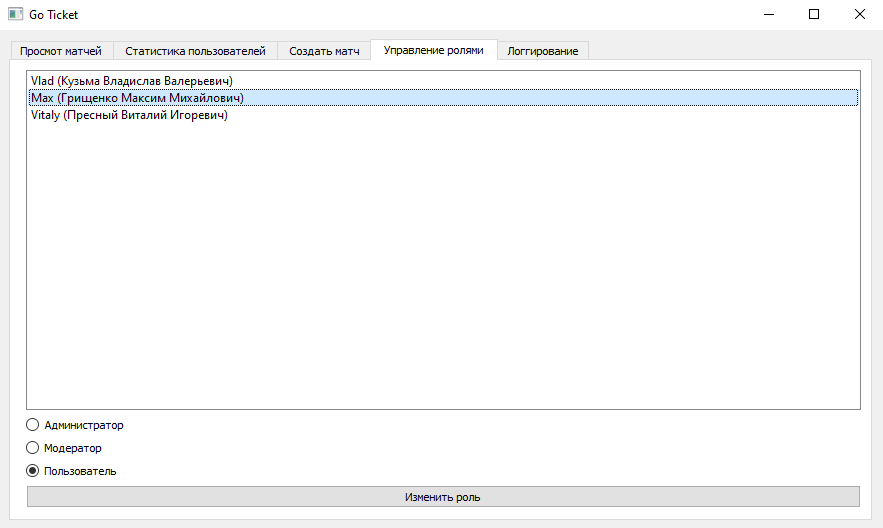 Go Ticket
Просмот матчей Статистика пользователей Создать матч Управление ролями Логгирование
Vlad (Кузьма Владислав Валерьевич)
Max (Грищенко Максим Михайлович)
Vitaly (Пресный Виталий Игоревич)
Администратор
Модератор
Пользователь
Изменить роль